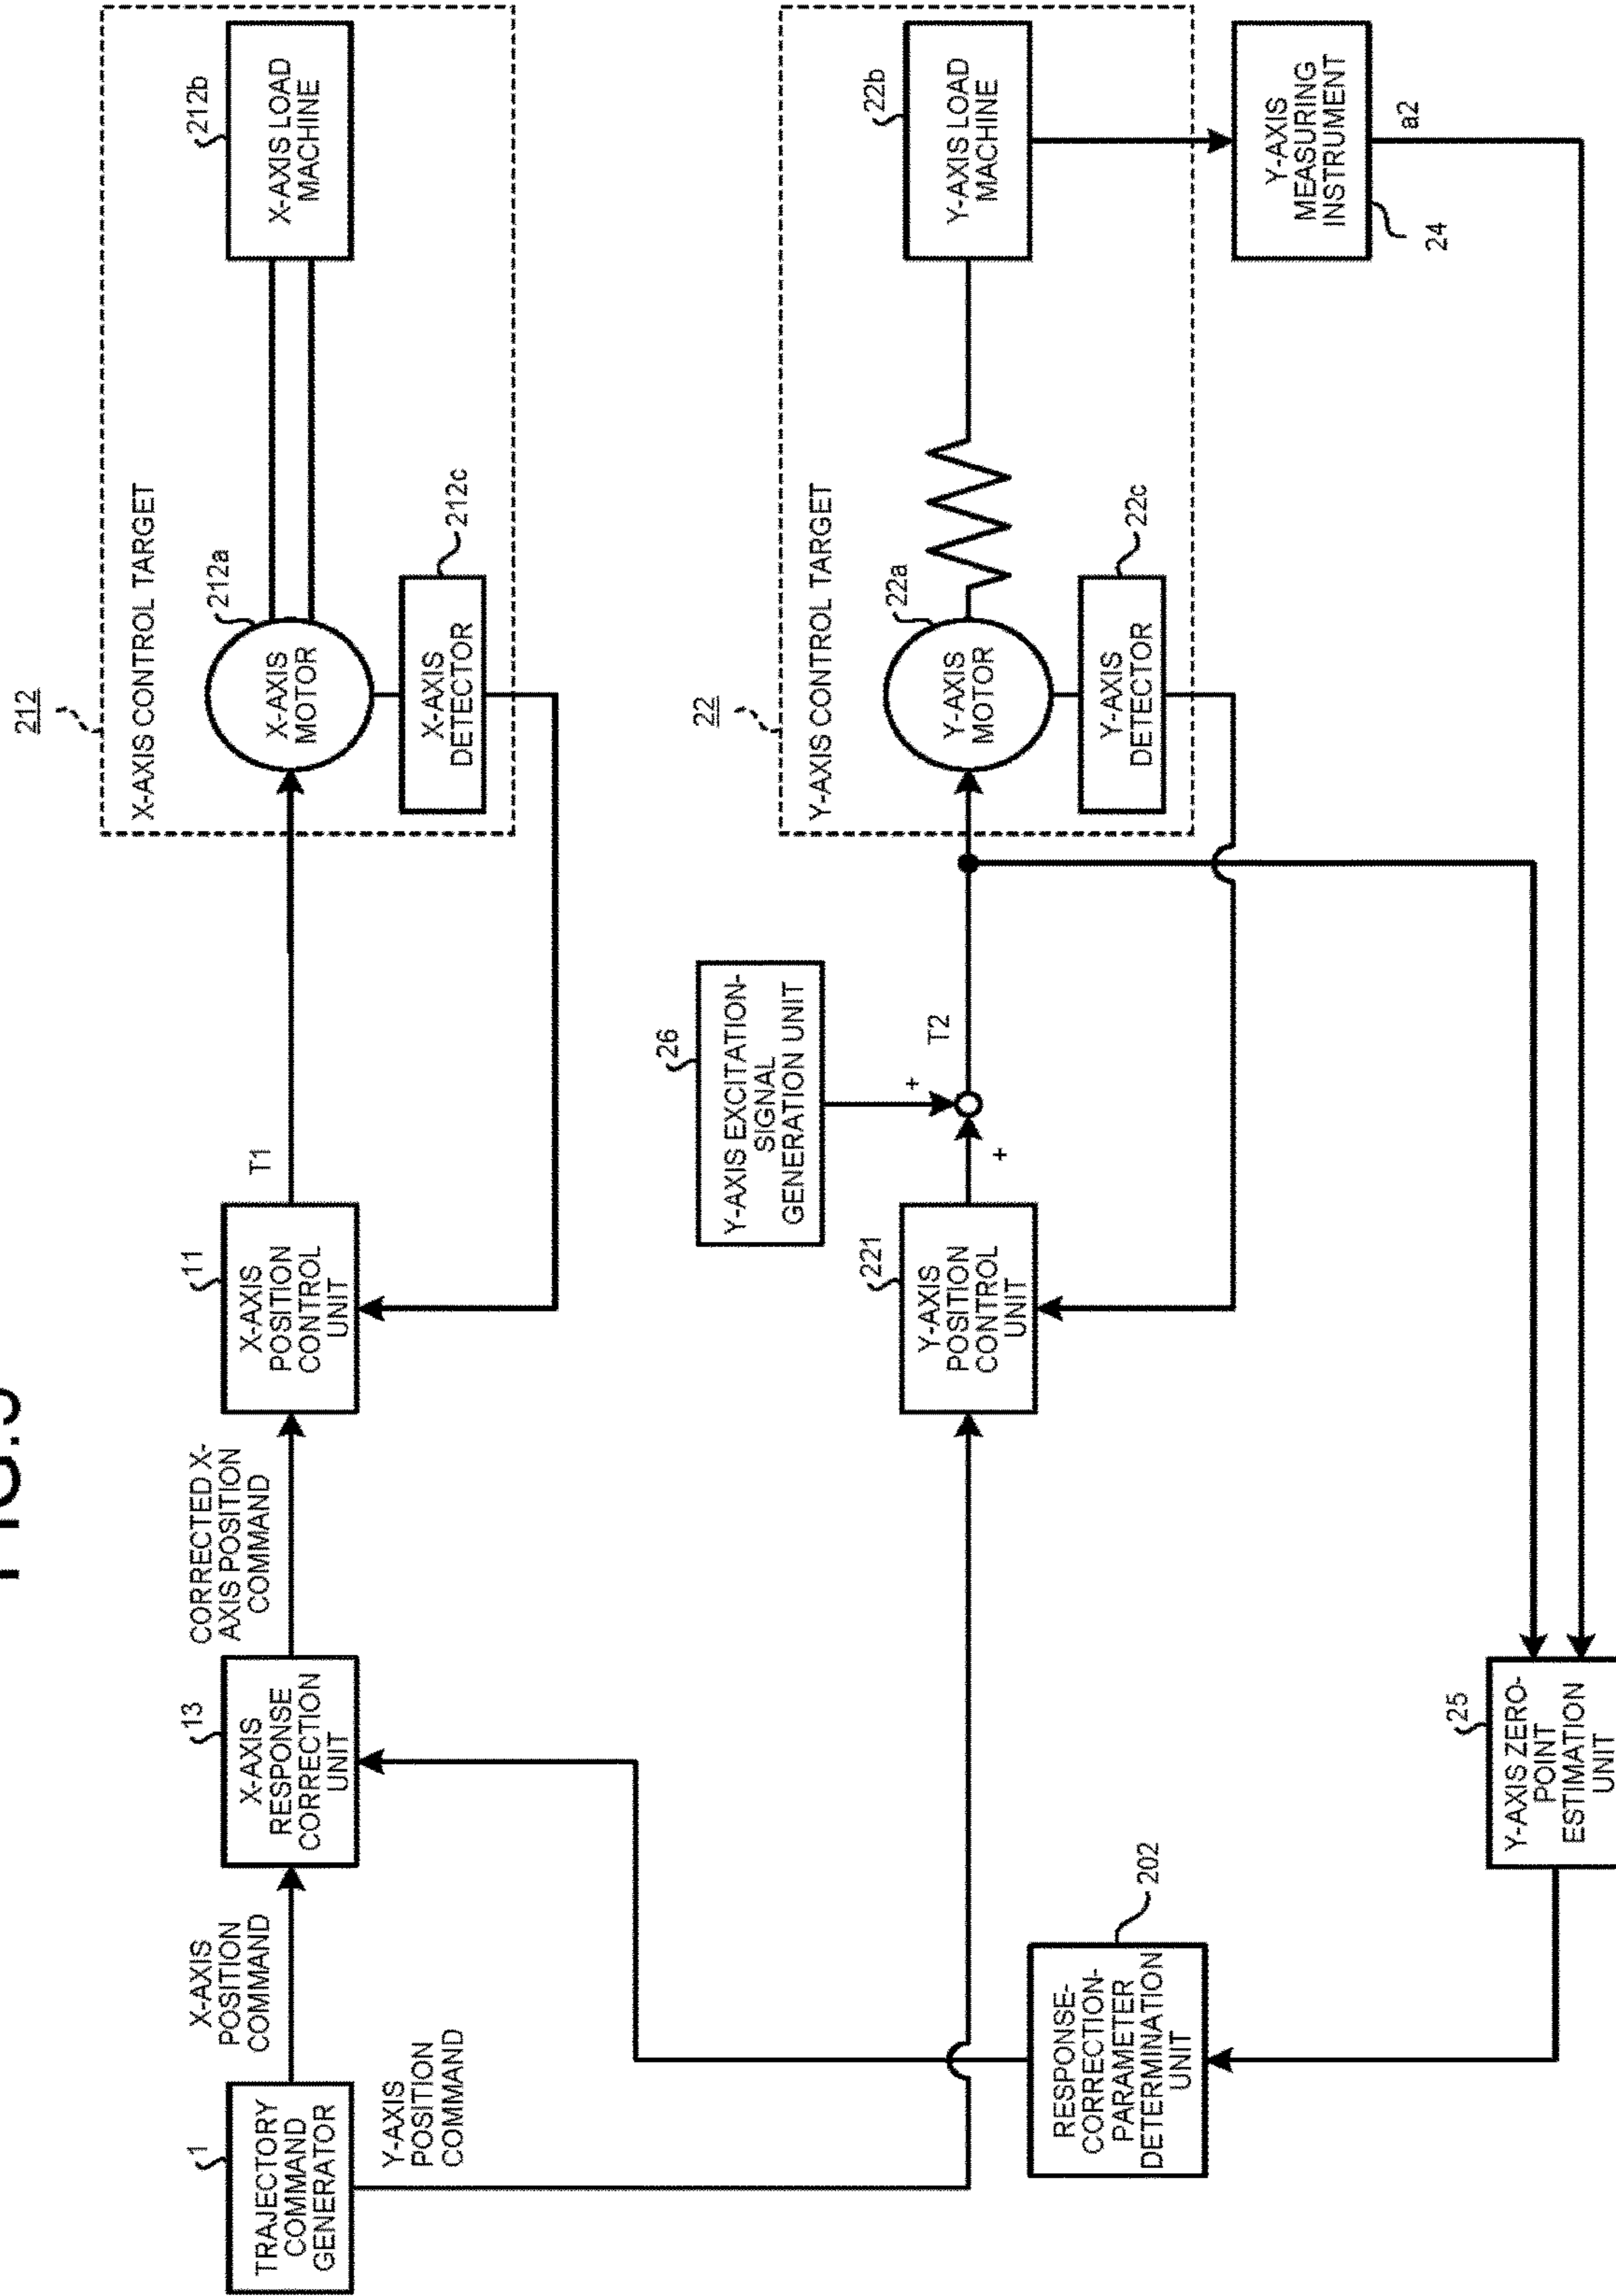 1
TRAJECTORY
COMMAND
GENERATOR
X-AXIS
POSITION
COMMAND
13
X-AXIS
RESPONSE
CORRECTION
UNIT
CORRECTED X-
AXIS POSITION
COMMAND
11
X-AXIS
POSITION
CONTROL
UNIT
T1
212
X-AXIS CONTROL TARGET
212a
X-AXIS
MOTOR
212b
X-AXIS LOAD
MACHINE
X-AXIS
DETECTOR
212c
Y-AXIS
POSITION
COMMAND
26
Y-AXIS EXCITATION-
SIGNAL
GENERATION UNIT
221
Y-AXIS
POSITION
CONTROL
UNIT
+
+
T2
22
Y-AXIS CONTROL TARGET
22a
Y-AXIS
MOTOR
22b
Y-AXIS LOAD
MACHINE
Y-AXIS
DETECTOR
22c
RESPONSE-
CORRECTION-
PARAMETER
DETERMINATION
UNIT
202
Y-AXIS
MEASURING
INSTRUMENT
24
a2
25
Y-AXIS ZERO-
POINT
ESTIMATION
UNIT